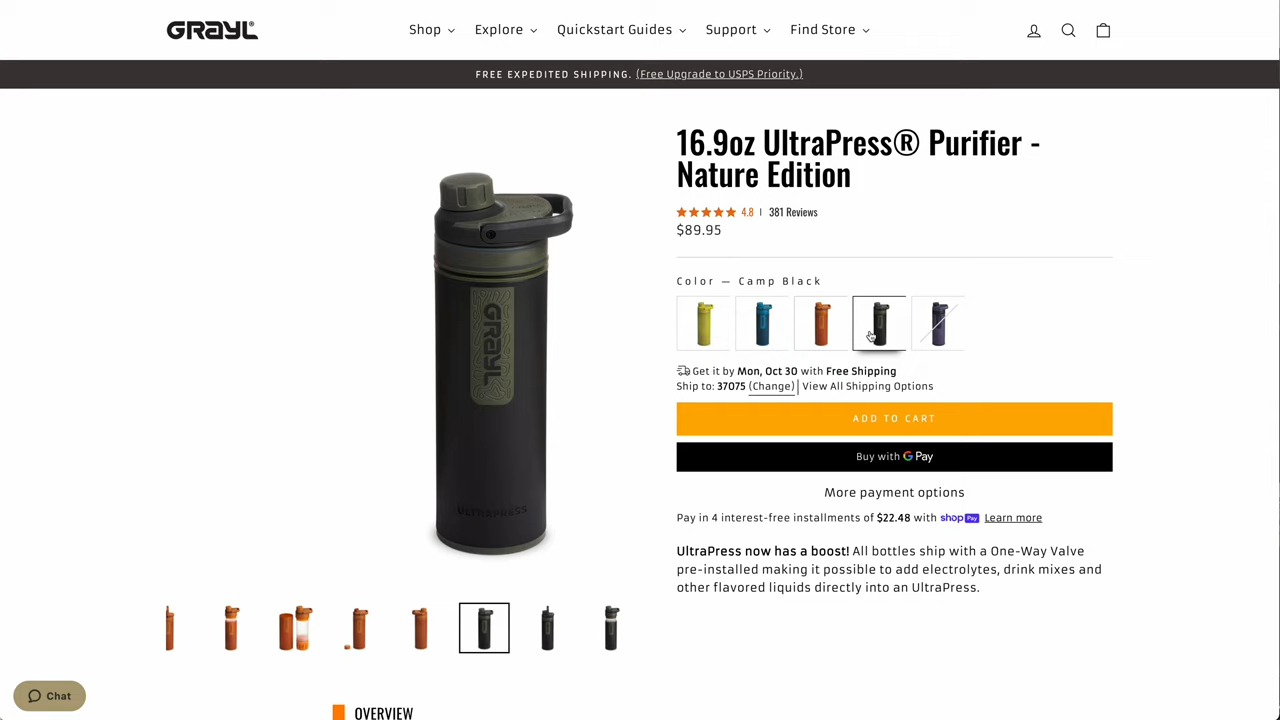 GRAYL®
Shop
Explore
Quickstart Guides
Support
Find Store
FREE EXPEDITED SHIPPING. (Free Upgrade to USPS Priority.)
16.9oz UltraPress® Purifier -
Nature Edition
4.8 | 381 Reviews
$89.95
Color — Camp Black
Get it by Mon, Oct 30 with Free Shipping
Ship to: 37075 (Change) | View All Shipping Options
ADD TO CART
Buy with G Pay
More payment options
Pay in 4 interest-free installments of $22.48 with shop Pay Learn more
UltraPress now has a boost! All bottles ship with a One-Way Valve
pre-installed making it possible to add electrolytes, drink mixes and
other flavored liquids directly into an UltraPress.
GRAYL
ULTRAPRESS
Chat
OVERVIEW